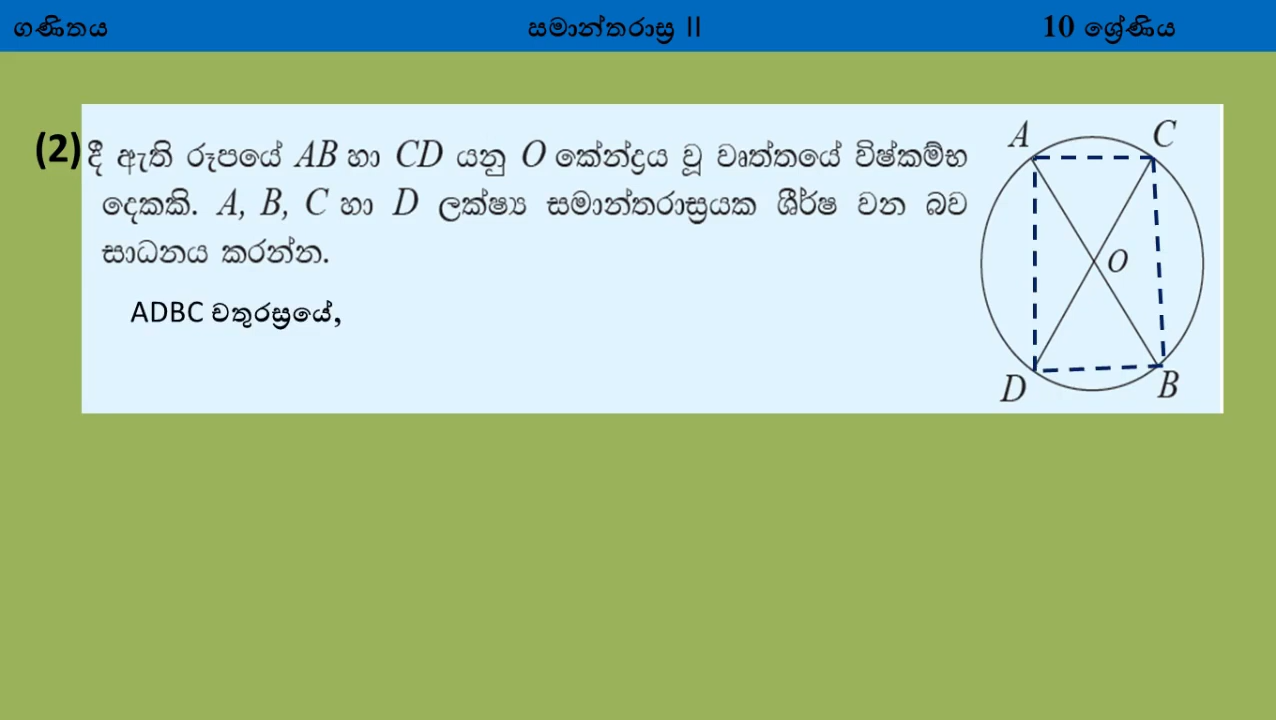 ගණිතය සමාන්තරාස්‍ර II 10 ශ්‍රේණිය
(2) දී ඇති රූපයේ AB හා CD යනු O කේන්ද්‍රය වූ වෘත්තයේ විෂ්කම්භ
දෙකකි. A, B, C හා D ලක්ෂ්‍ය සමාන්තරාස්‍රයක ශීර්ෂ වන බව
සාධනය කරන්න.
ADBC චතුරස්‍රයේ,
A C
O
D B